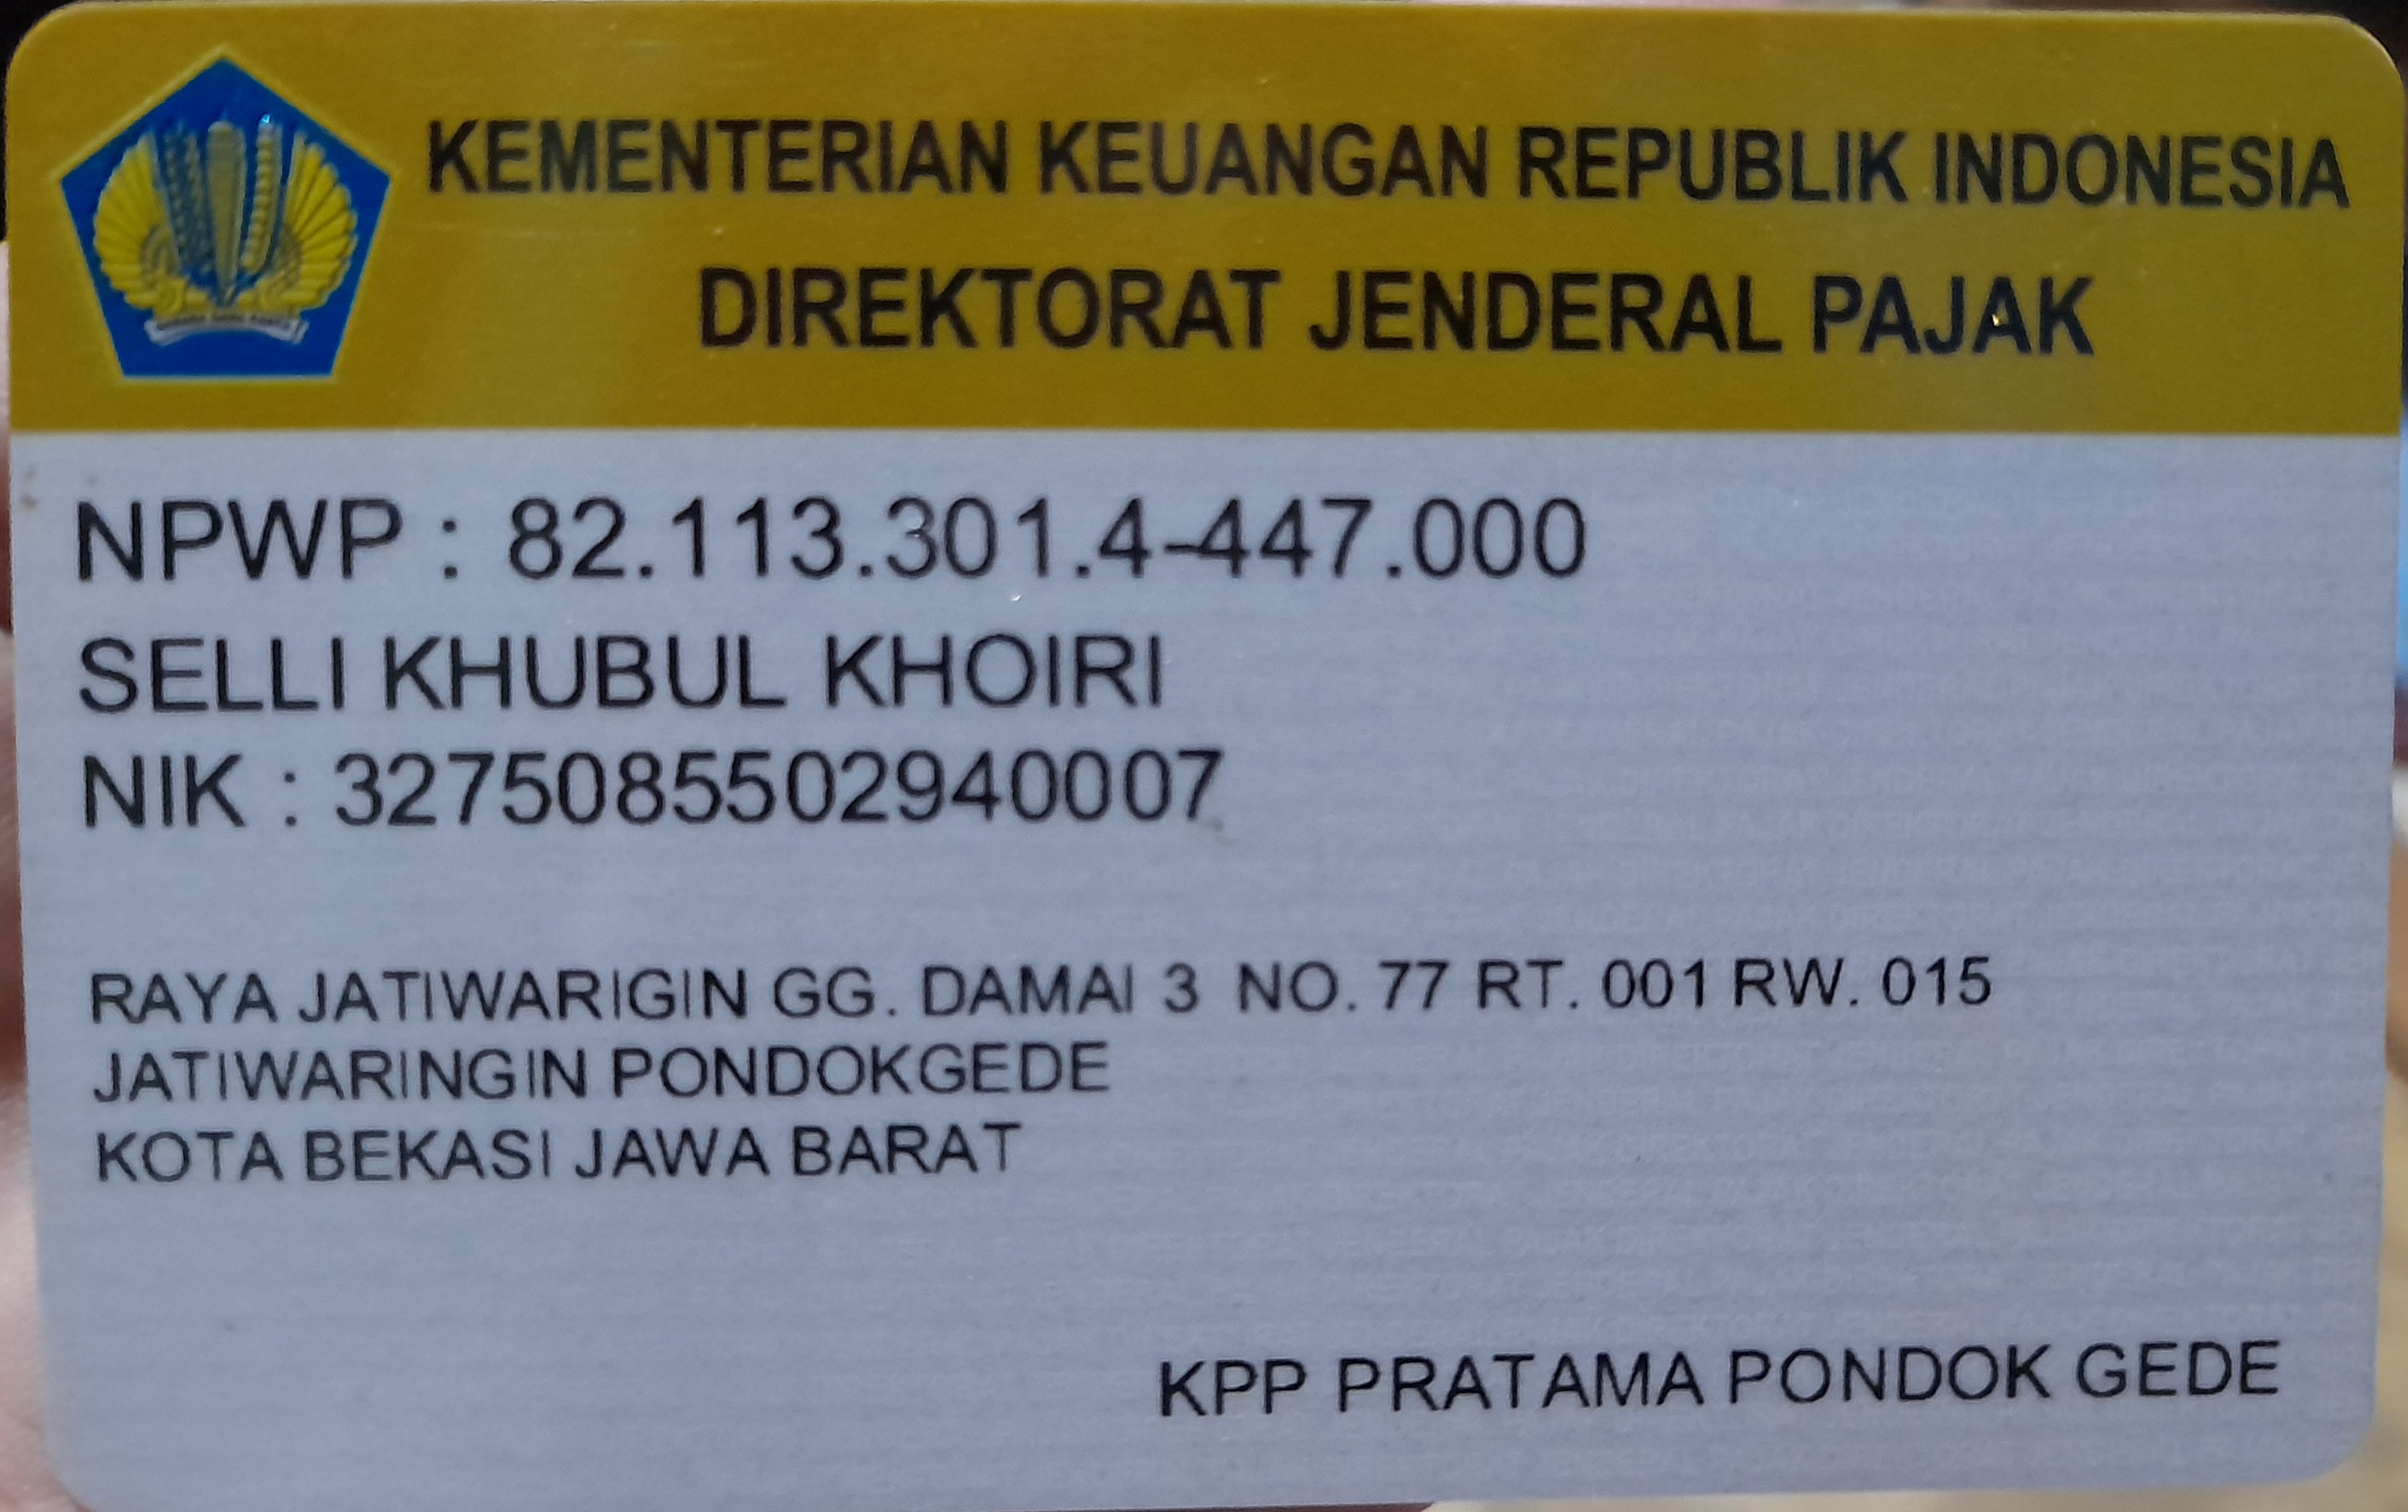 KEMENTERIAN KEUANGAN REPUBLIK INDONESIA
DIREKTORAT JENDERAL PAJAK
NPWP : 82.113.301.4-447.000
SELLI KHUBUL KHOIRI
NIK : 3275085502940007
RAYA JATIWARIGIN GG. DAMAI 3 NO. 77 RT. 001 RW. 015
JATIWARINGIN PONDOKGEDE
KOTA BEKASI JAWA BARAT
KPP PRATAMA PONDOK GEDE